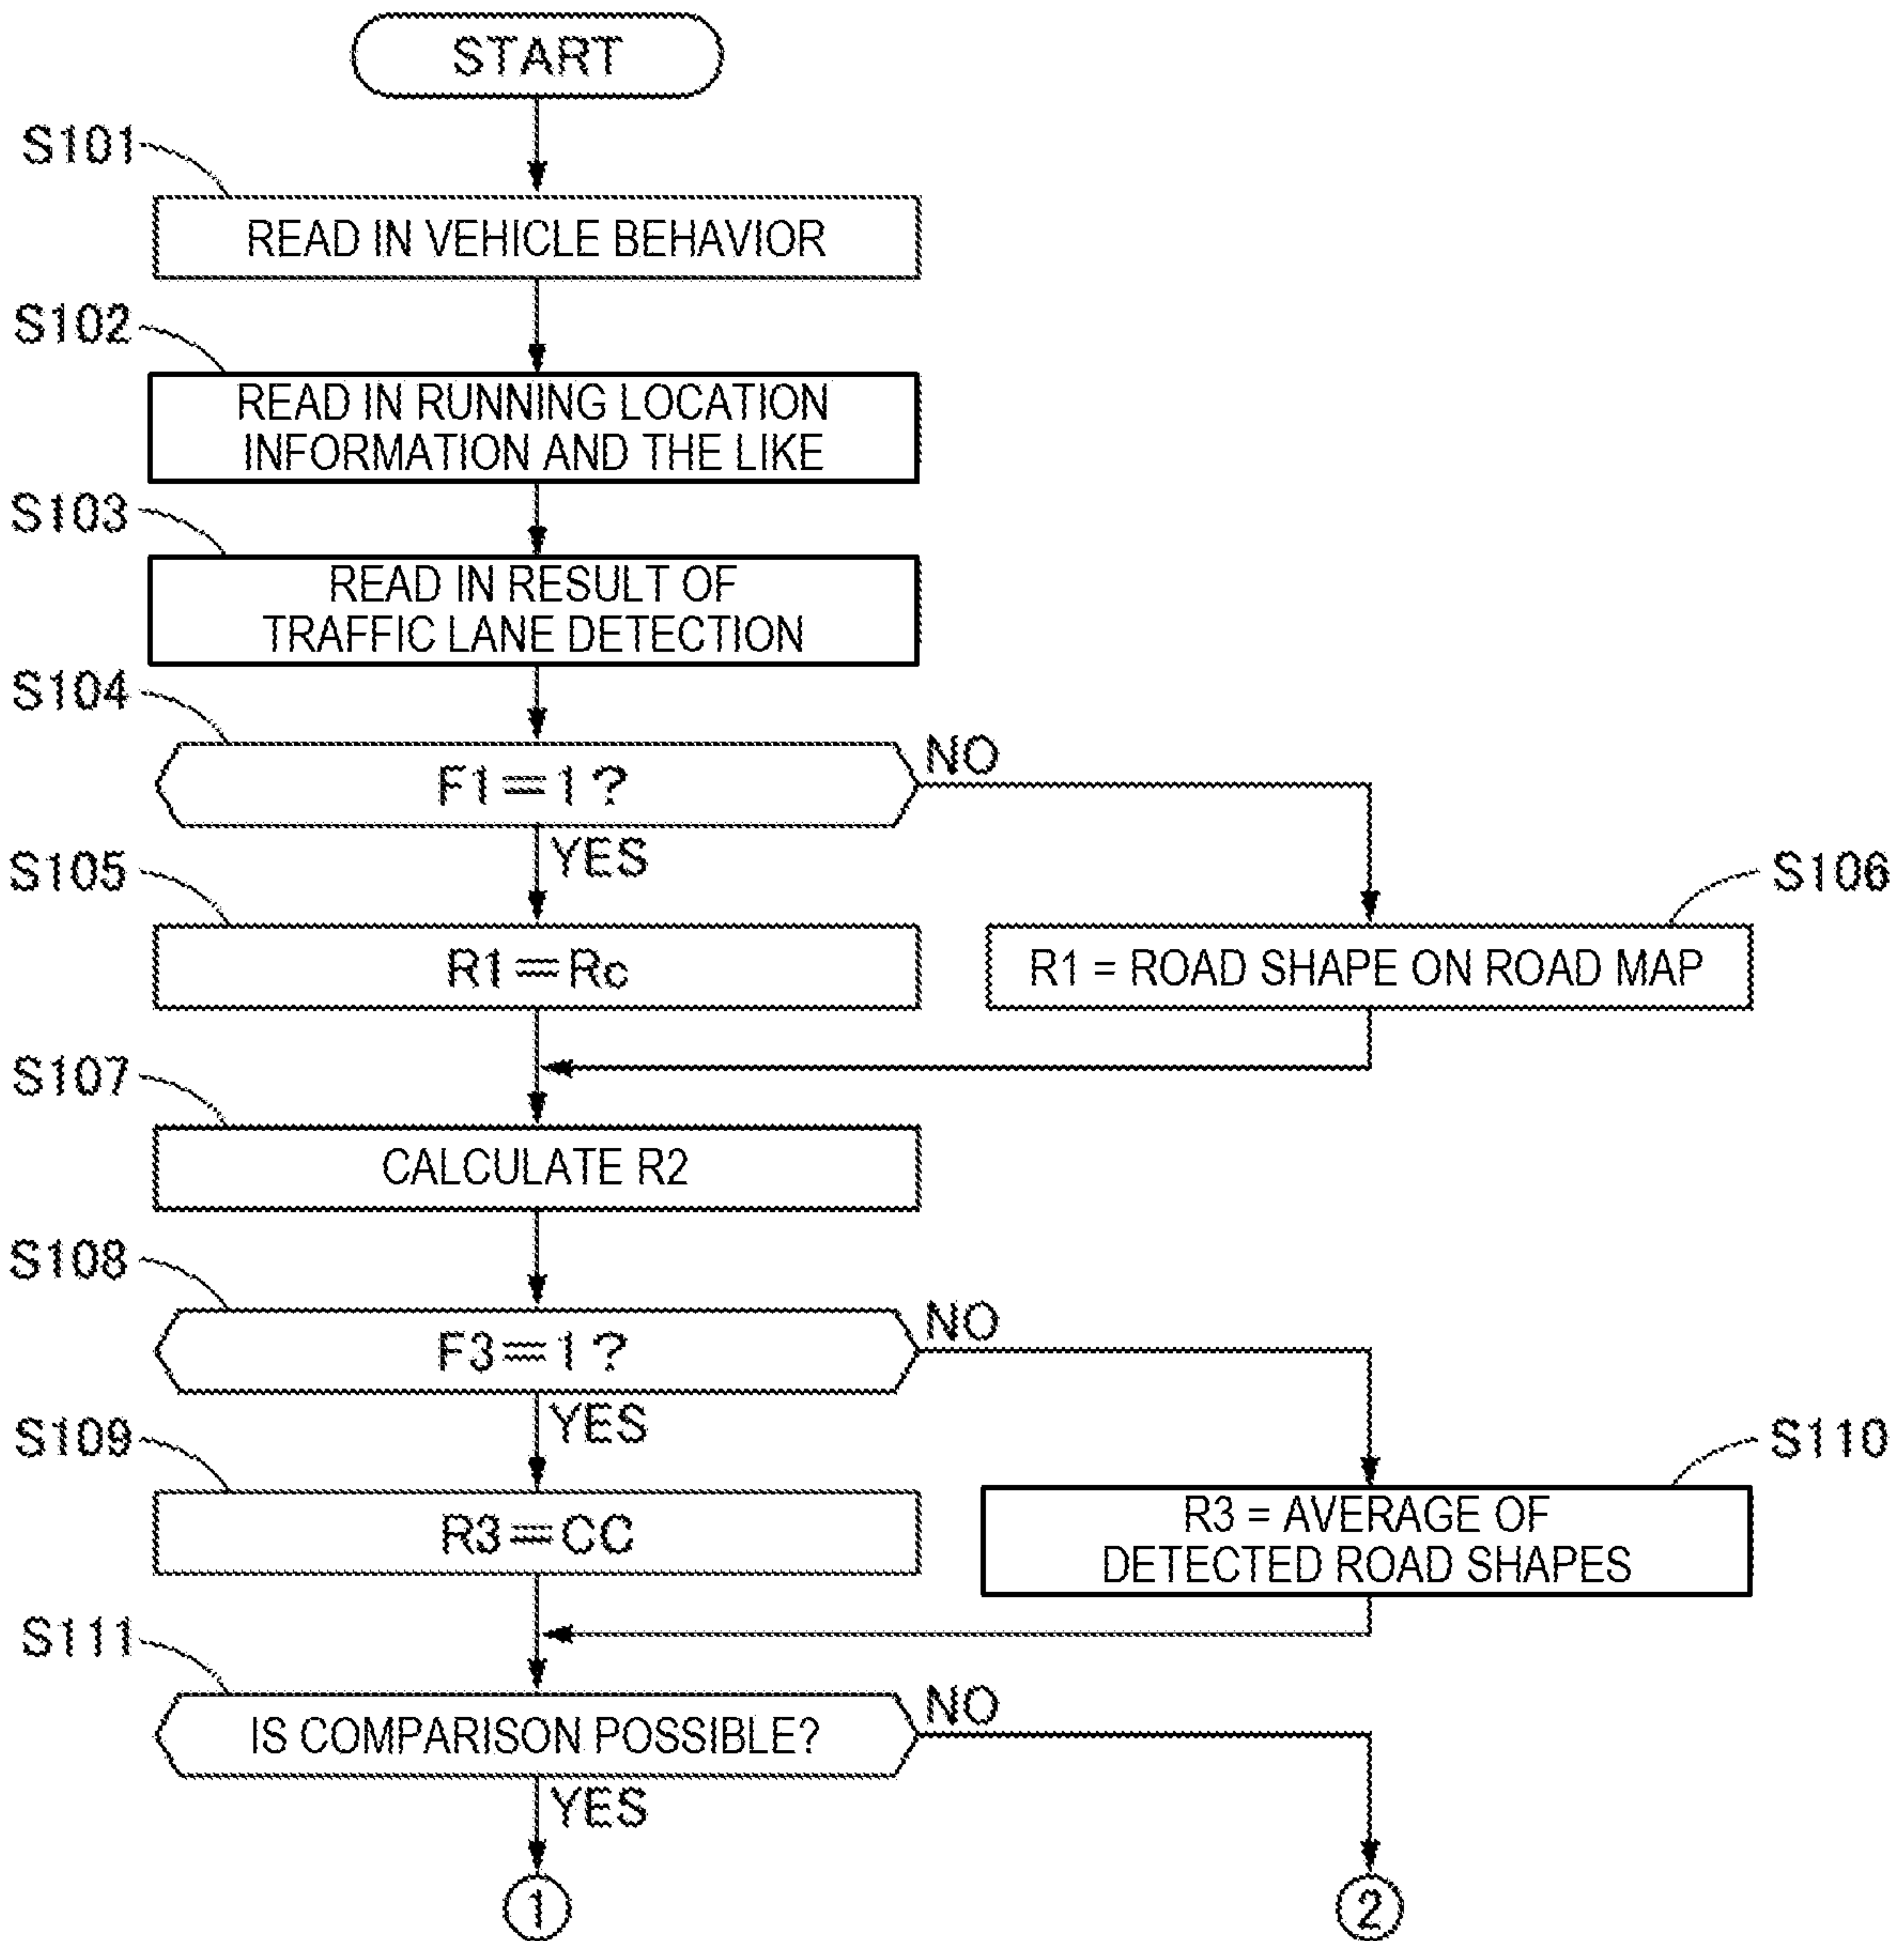 START
S101
READ IN VEHICLE BEHAVIOR
S102
READ IN RUNNING LOCATION
INFORMATION AND THE LIKE
S103
READ IN RESULT OF
TRAFFIC LANE DETECTION
S104
F1=1?
NO
YES
S105
R1=Rc
S106
R1 = ROAD SHAPE ON ROAD MAP
S107
CALCULATE R2
S108
F3=1?
NO
YES
S109
R3=CC
S110
R3 = AVERAGE OF
DETECTED ROAD SHAPES
S111
IS COMPARISON POSSIBLE?
NO
YES
1
2